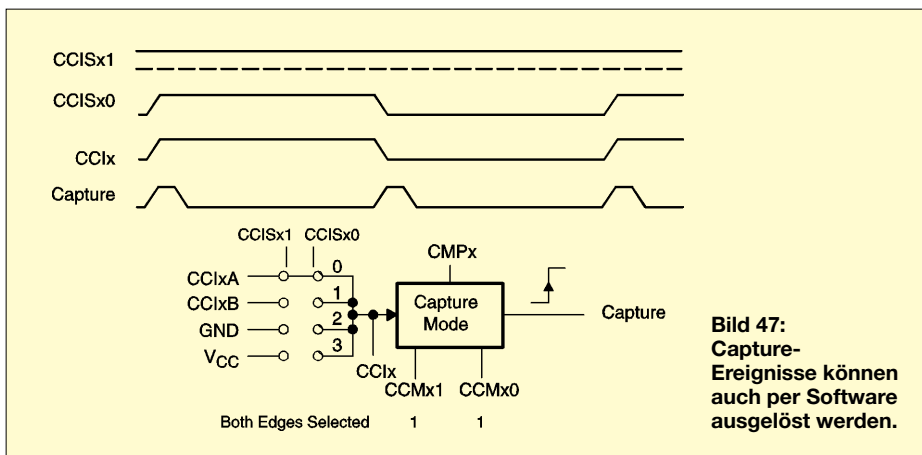 CCISx1
CCISx0
CCIx
Capture
CCISx1 CCISx0
CCIxA
CCIxB
GND
VCC
0
1
2
3
CCIx
CMPx
Capture
Mode
CCMx1 CCMx0
Capture
Both Edges Selected 1 1
Bild 47:
Capture-
Ereignisse können
auch per Software
ausgelöst werden.